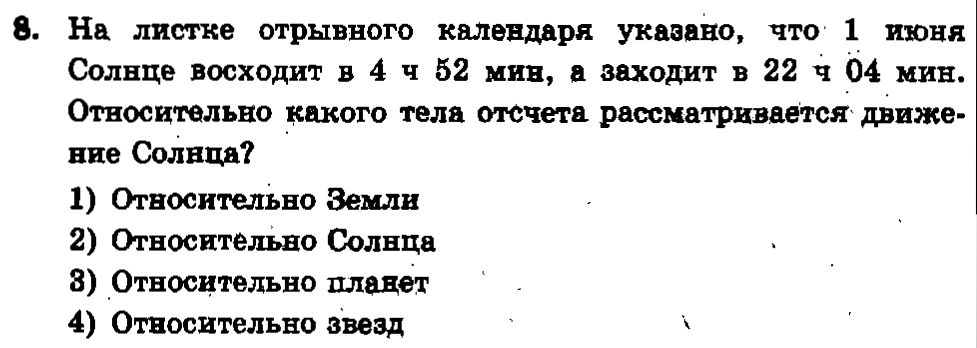 8. На листке отрывного календаря указано, что 1 июня
Солнце восходит в 4 ч 52 мин, а заходит в 22 ч 04 мин.
Относительно какого тела отсчета рассматривается движе-
ние Солнца?
1) Относительно Земли
2) Относительно Солнца
3) Относительно планет
4) Относительно звезд